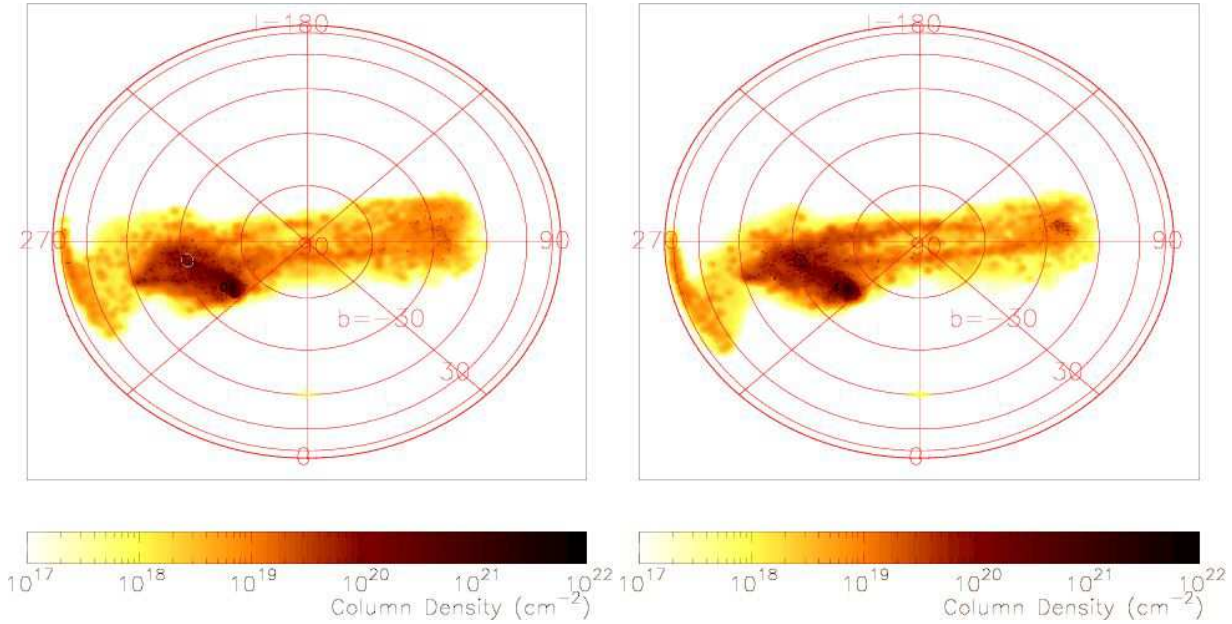 l=180 l=180
270 90 90 270 90 90
b=−30 b=−30
30 30
0 0
10^17 10^18 10^19 10^20 10^21 10^22 10^17 10^18 10^19 10^20 10^21 10^22
Column Density (cm^−2) Column Density (cm^−2)